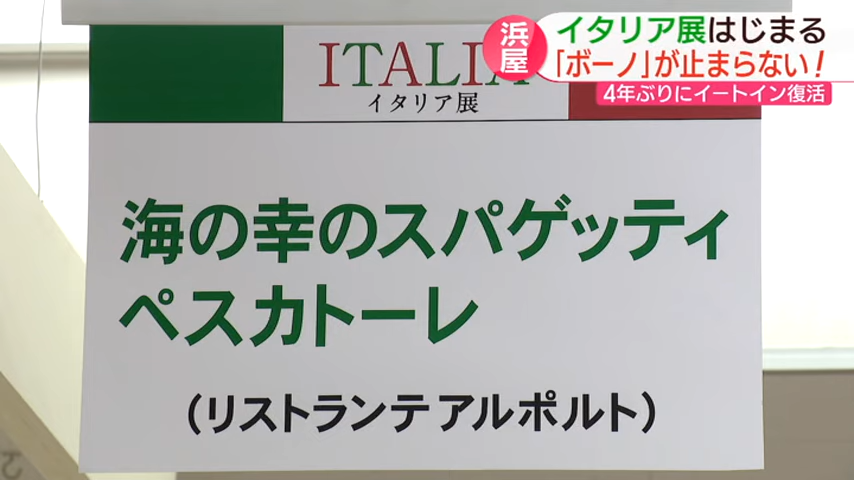 浜屋
イタリア展はじまる
「ボーノ」が止まらない!
4年ぶりにイートイン復活
ITALIA
イタリア展
海の幸のスパゲッティ
ペスカトーレ
(リストランテアルポルト)